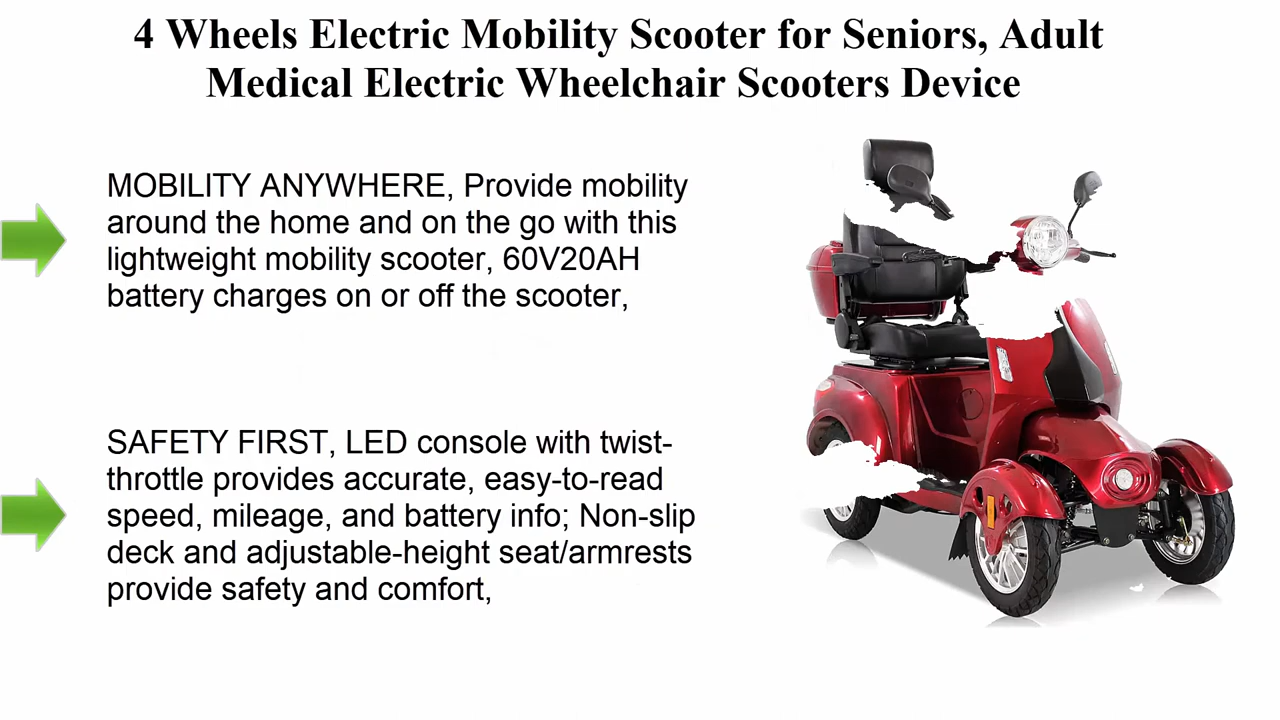 4 Wheels Electric Mobility Scooter for Seniors, Adult
Medical Electric Wheelchair Scooters Device
MOBILITY ANYWHERE, Provide mobility
around the home and on the go with this
lightweight mobility scooter, 60V20AH
battery charges on or off the scooter,
SAFETY FIRST, LED console with twist-
throttle provides accurate, easy-to-read
speed, mileage, and battery info; Non-slip
deck and adjustable-height seat/armrests
provide safety and comfort,